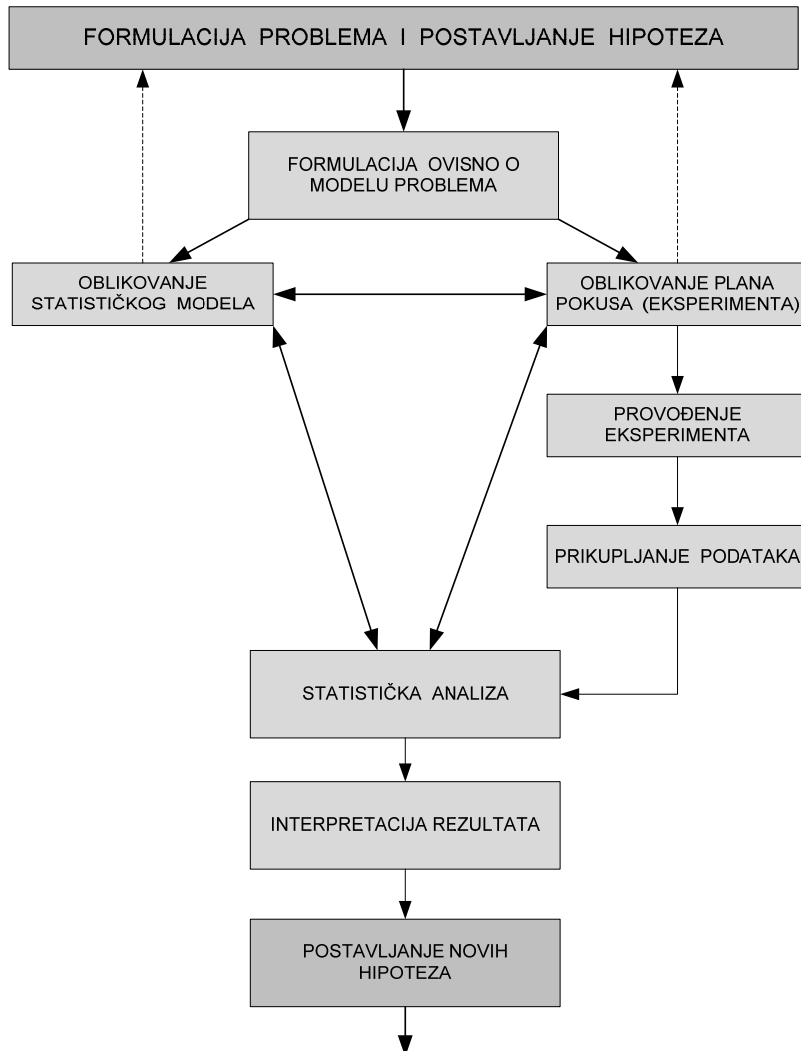 FORMULACIJA PROBLEMA I POSTAVLJANJE HIPOTEZA
FORMULACIJA OVISNO O
MODELU PROBLEMA
OBLIKOVANJE
STATISTIČKOG MODELA
OBLIKOVANJE PLANA
POKUSA (EKSPERIMENTA)
PROVOĐENJE
EKSPERIMENTA
PRIKUPLJANJE PODATAKA
STATISTIČKA ANALIZA
INTERPRETACIJA REZULTATA
POSTAVLJANJE NOVIH
HIPOTEZA